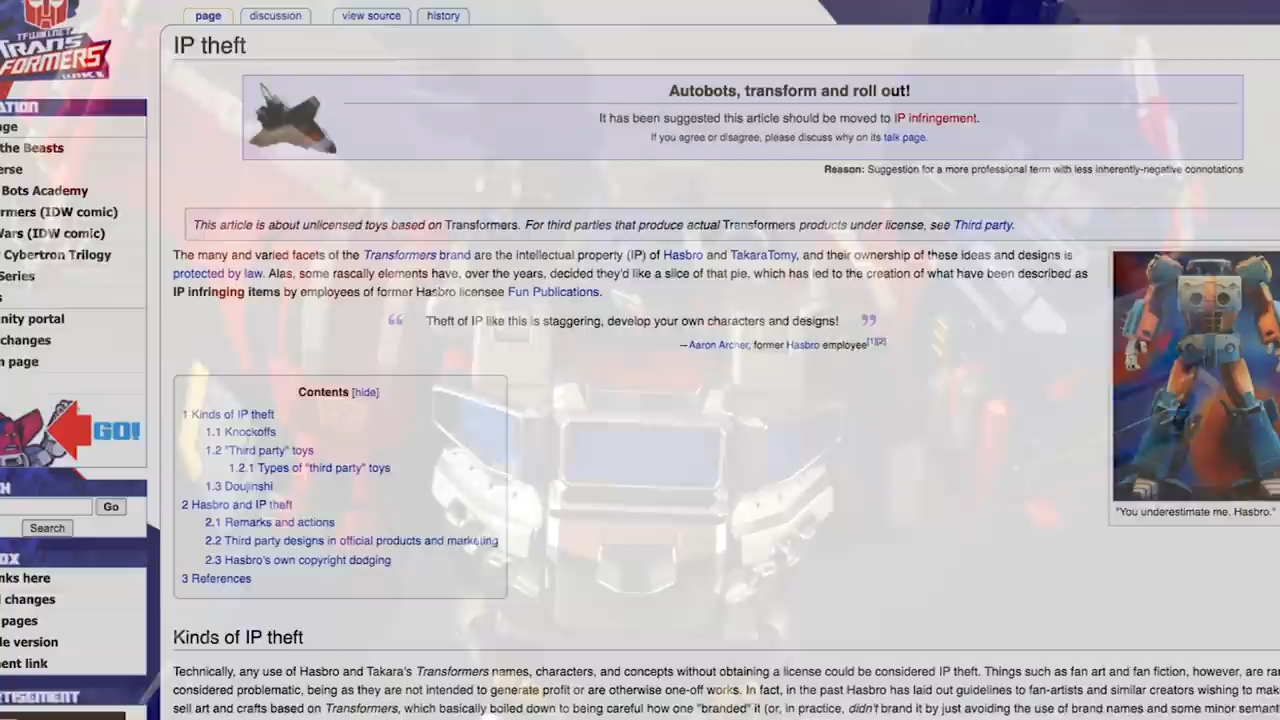 page discussion view source history
TFWIKI.NET
TRANSFORMERS
WIKI
IP theft
Autobots, transform and roll out!
It has been suggested this article should be moved to IP infringement.
If you agree or disagree, please discuss why on its talk page.
Reason: Suggestion for a more professional term with less inherently-negative connotations
This article is about unlicensed toys based on Transformers. For third parties that produce actual Transformers products under license, see Third party.
The many and varied facets of the Transformers brand are the intellectual property (IP) of Hasbro and TakaraTomy, and their ownership of these ideas and designs is
protected by law. Alas, some rascally elements have, over the years, decided they'd like a slice of that pie, which has led to the creation of what have been described as
IP infringing items by employees of former Hasbro licensee Fun Publications.
“ Theft of IP like this is staggering, develop your own characters and designs! ”
—Aaron Archer, former Hasbro employee[1][2]
Contents [hide]
1 Kinds of IP theft
1.1 Knockoffs
1.2 "Third party" toys
1.2.1 Types of "third party" toys
1.3 Doujinshi
2 Hasbro and IP theft
2.1 Remarks and actions
2.2 Third party designs in official products and marketing
2.3 Hasbro's own copyright dodging
3 References
"You underestimate me, Hasbro."
Kinds of IP theft
Technically, any use of Hasbro and Takara's Transformers names, characters, and concepts without obtaining a license could be considered IP theft. Things such as fan art and fan fiction, however, are ra
considered problematic, being as they are not intended to generate profit or are otherwise one-off works. In fact, in the past Hasbro has laid out guidelines to fan-artists and similar creators wishing to mak
sell art and crafts based on Transformers, which basically boiled down to being careful how one "branded" it (or, in practice, didn't brand it by just avoiding the use of brand names and some minor semant
ATION
age
the Beasts
erse
Bots Academy
rmers (IDW comic)
Wars (IDW comic)
Cybertron Trilogy
Series
s
nity portal
changes
n page
GO!
CH
Go
Search
OX
nks here
d changes
pages
le version
nent link
ERTISEMENT